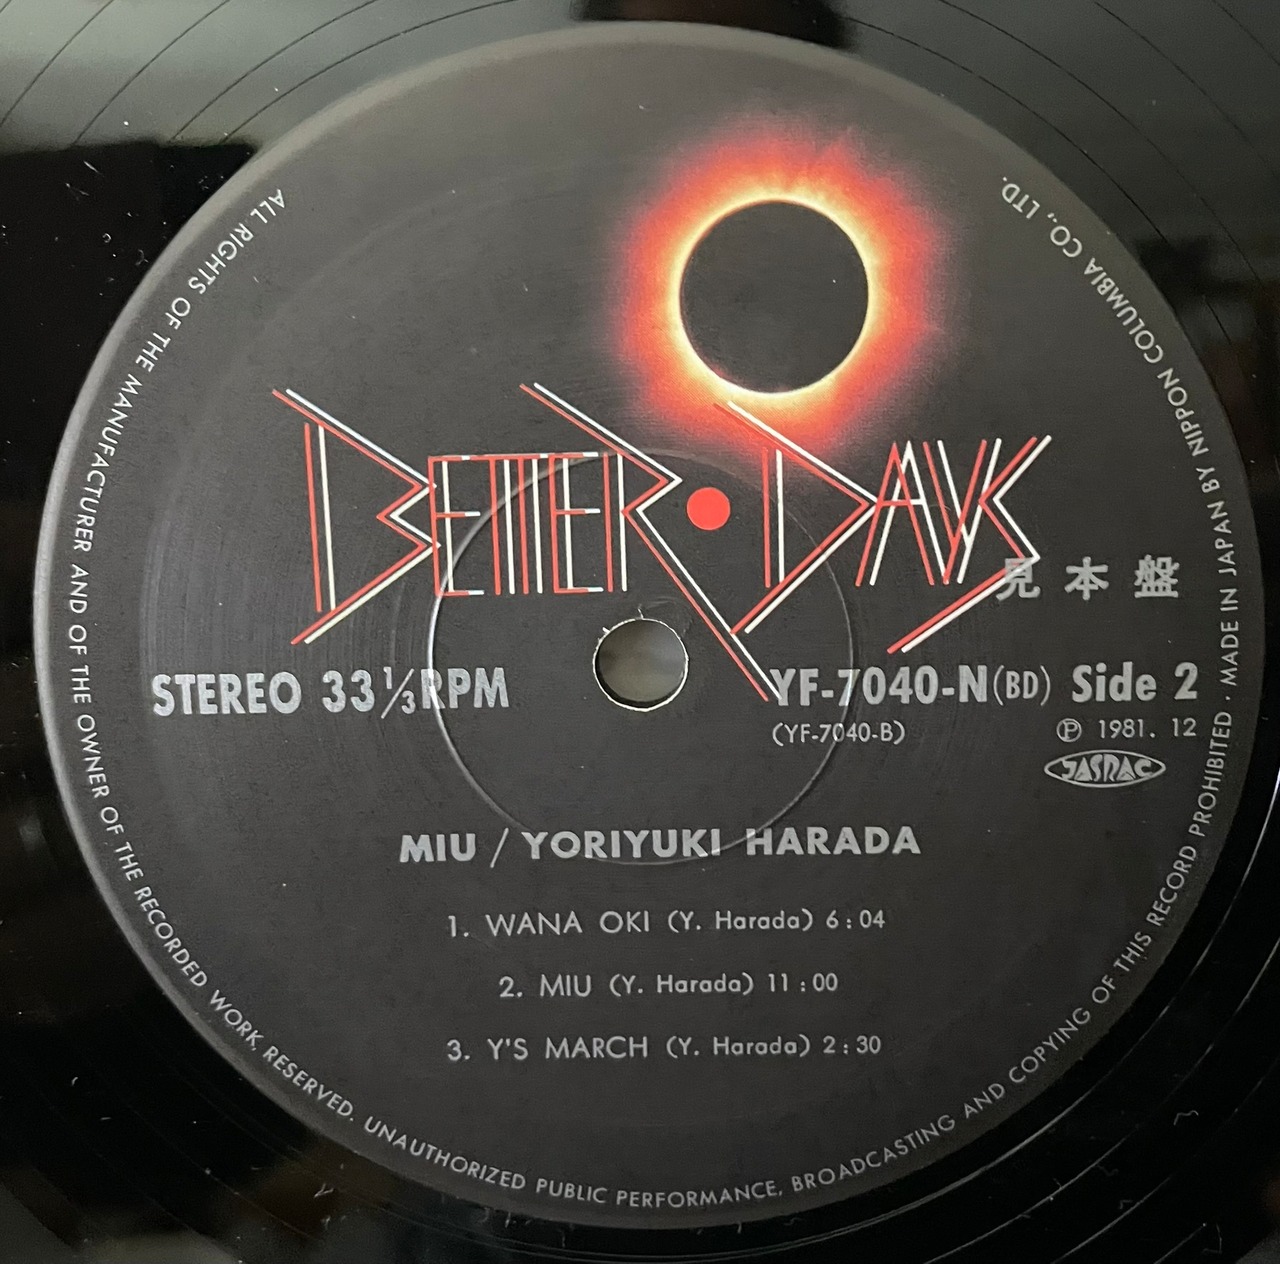 BETTER • DAYS
見本盤
STEREO 33⅓RPM
YF-7040-N(BD) Side 2
(YF-7040-B)
Ⓟ 1981. 12
JASRAC
MIU / YORIYUKI HARADA
1. WANA OKI (Y. Harada) 6:04
2. MIU (Y. Harada) 11:00
3. Y'S MARCH (Y. Harada) 2:30
ALL RIGHTS OF THE MANUFACTURER AND OF THE OWNER OF THE RECORDED WORK, RESERVED. UNAUTHORIZED PUBLIC PERFORMANCE, BROADCASTING AND COPYING OF THIS RECORD PROHIBITED · MADE IN JAPAN BY NIPPON COLUMBIA CO., LTD.